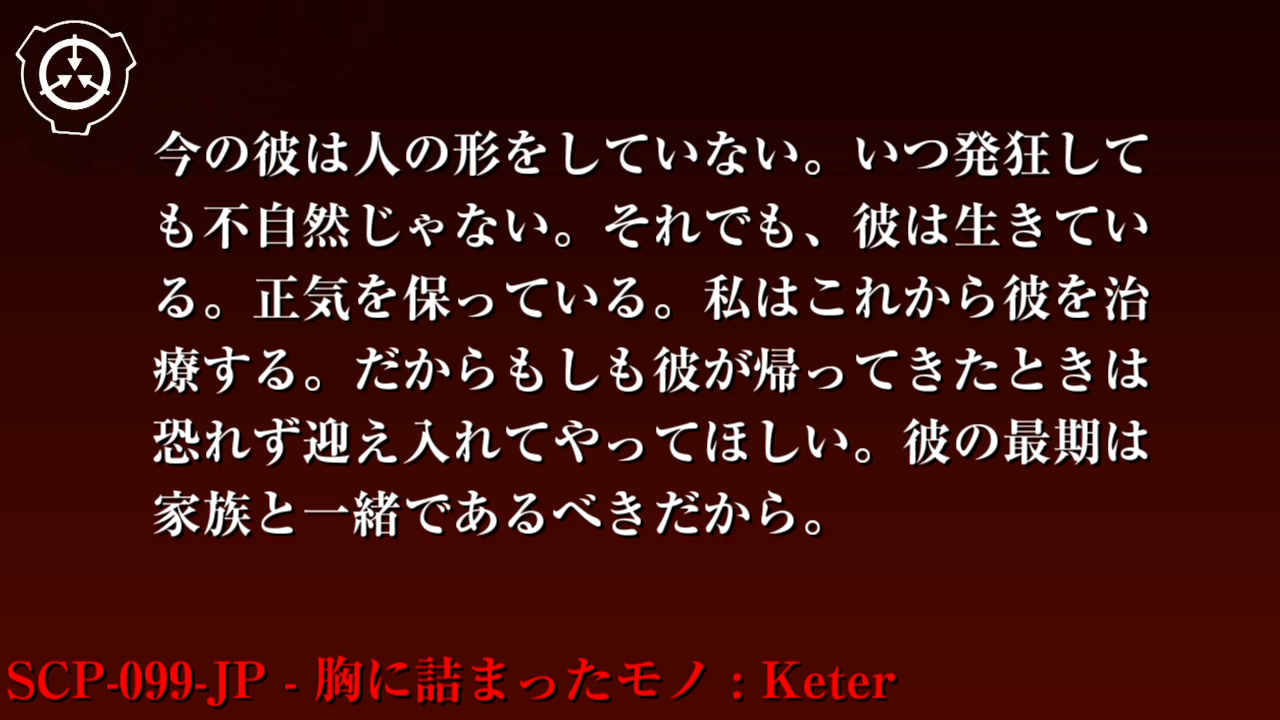 今の彼は人の形をしていない。いつ発狂して
も不自然じゃない。それでも、彼は生きてい
る。正気を保っている。私はこれから彼を治
療する。だからもしも彼が帰ってきたときは
恐れず迎え入れてやってほしい。彼の最期は
家族と一緒であるべきだから。
SCP-099-JP - 胸に詰まったモノ : Keter